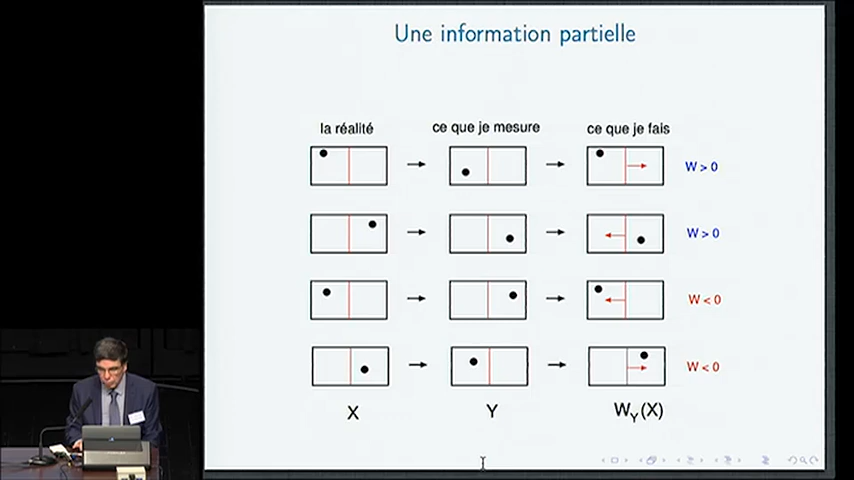 Une information partielle
la réalité ce que je mesure ce que je fais
W > 0
W > 0
W < 0
W < 0
X Y W_Y(X)